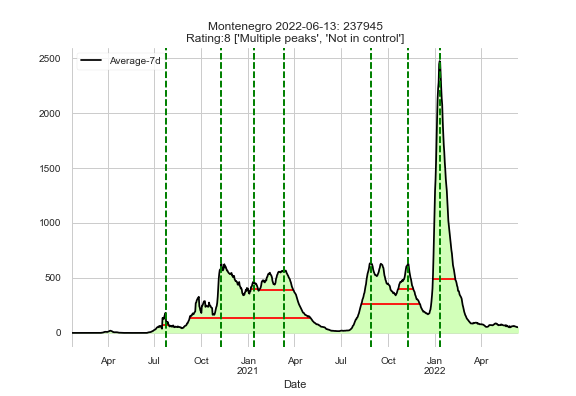 Montenegro 2022-06-13: 237945
Rating:8 ['Multiple peaks', 'Not in control']
Average-7d
2500
2000
1500
1000
500
0
Apr Jul Oct Jan Apr Jul Oct Jan Apr
2021 2022
Date